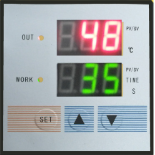 PV/SV
OUT 48 °C
PV/SV
WORK 35 TIME
S
SET